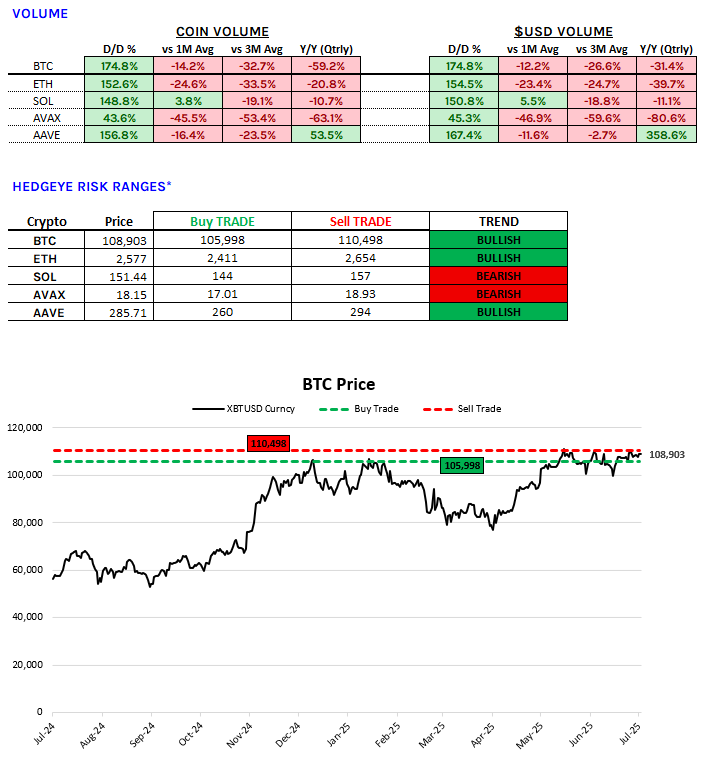 VOLUME
COIN VOLUME $USD VOLUME
D/D % vs 1M Avg vs 3M Avg Y/Y (Qtrly) D/D % vs 1M Avg vs 3M Avg Y/Y (Qtrly)
BTC 174.8% -14.2% -32.7% -59.2% 174.8% -12.2% -26.6% -31.4%
ETH 152.6% -24.6% -33.5% -20.8% 154.5% -23.4% -24.7% -39.7%
SOL 148.8% 3.8% -19.1% -10.7% 150.8% 5.5% -18.8% -11.1%
AVAX 43.6% -45.5% -53.4% -63.1% 45.3% -46.9% -59.6% -80.6%
AAVE 156.8% -16.4% -23.5% 53.5% 167.4% -11.6% -2.7% 358.6%
HEDGEYE RISK RANGES*
Crypto Price Buy TRADE Sell TRADE TREND
BTC 108,903 105,998 110,498 BULLISH
ETH 2,577 2,411 2,654 BULLISH
SOL 151.44 144 157 BEARISH
AVAX 18.15 17.01 18.93 BEARISH
AAVE 285.71 260 294 BULLISH
BTC Price
XBTUSD Curncy Buy Trade Sell Trade
120,000
110,498
108,903
105,998
100,000
80,000
60,000
40,000
20,000
0
Jul-24 Aug-24 Sep-24 Oct-24 Nov-24 Dec-24 Jan-25 Feb-25 Mar-25 Apr-25 May-25 Jun-25 Jul-25